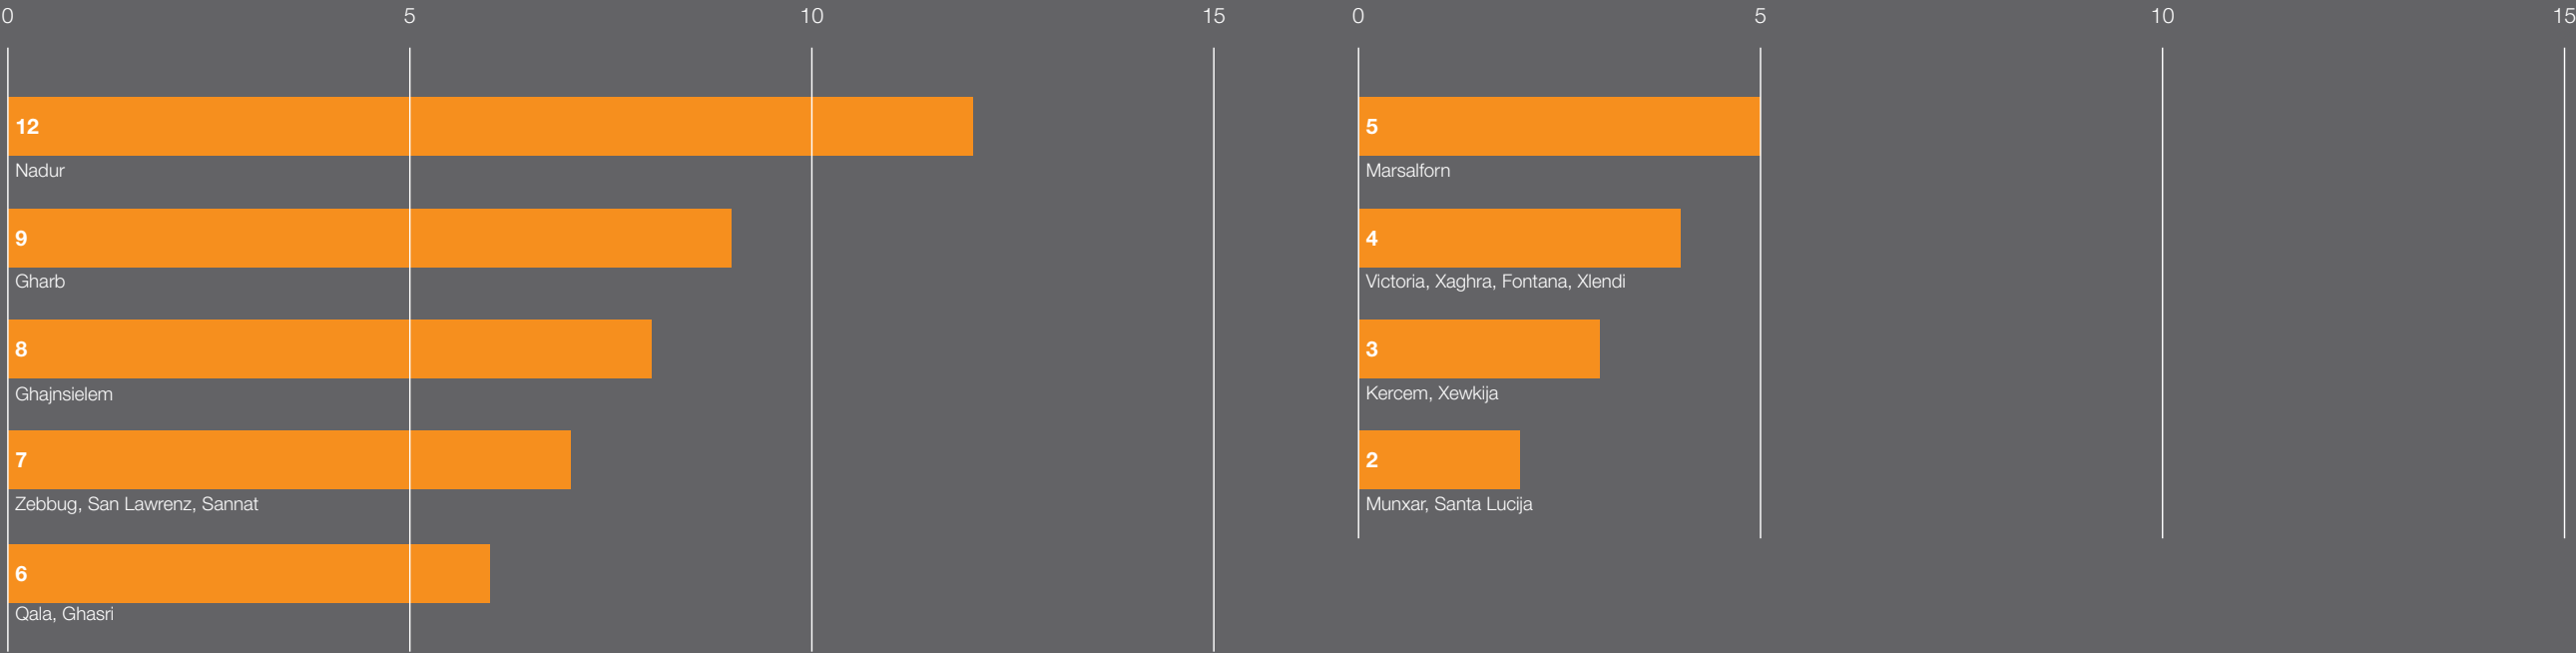 0 5 10 15
12
Nadur
9
Gharb
8
Ghajnsielem
7
Zebbug, San Lawrenz, Sannat
6
Qala, Ghasri
0 5 10 15
5
Marsalforn
4
Victoria, Xaghra, Fontana, Xlendi
3
Kercem, Xewkija
2
Munxar, Santa Lucija